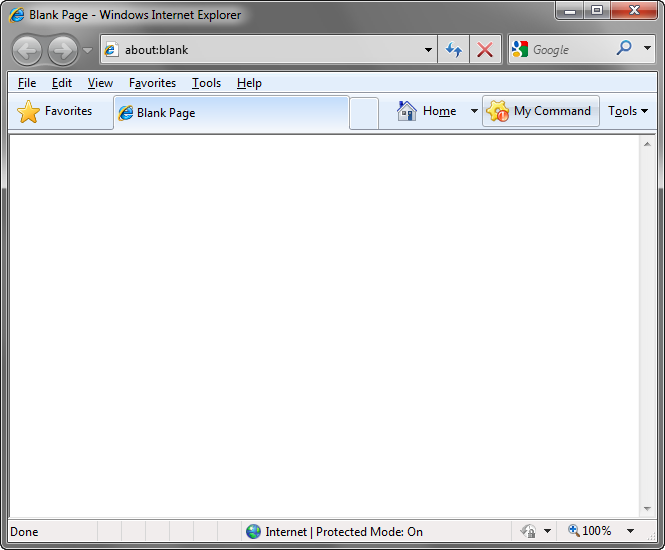 Blank Page - Windows Internet Explorer
about:blank
Google
File Edit View Favorites Tools Help
Favorites Blank Page Home My Command Tools
Done Internet | Protected Mode: On 100%